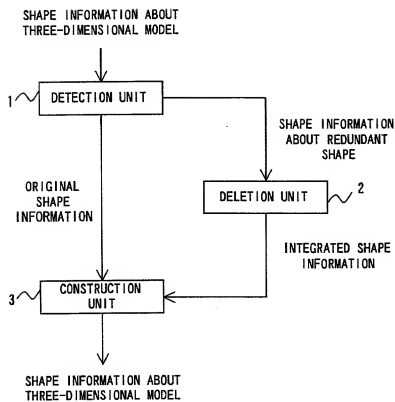 SHAPE INFORMATION ABOUT
THREE-DIMENSIONAL MODEL
1
DETECTION UNIT
SHAPE INFORMATION
ABOUT REDUNDANT
SHAPE
ORIGINAL
SHAPE
INFORMATION
DELETION UNIT
2
INTEGRATED SHAPE
INFORMATION
3
CONSTRUCTION
UNIT
SHAPE INFORMATION ABOUT
THREE-DIMENSIONAL MODEL